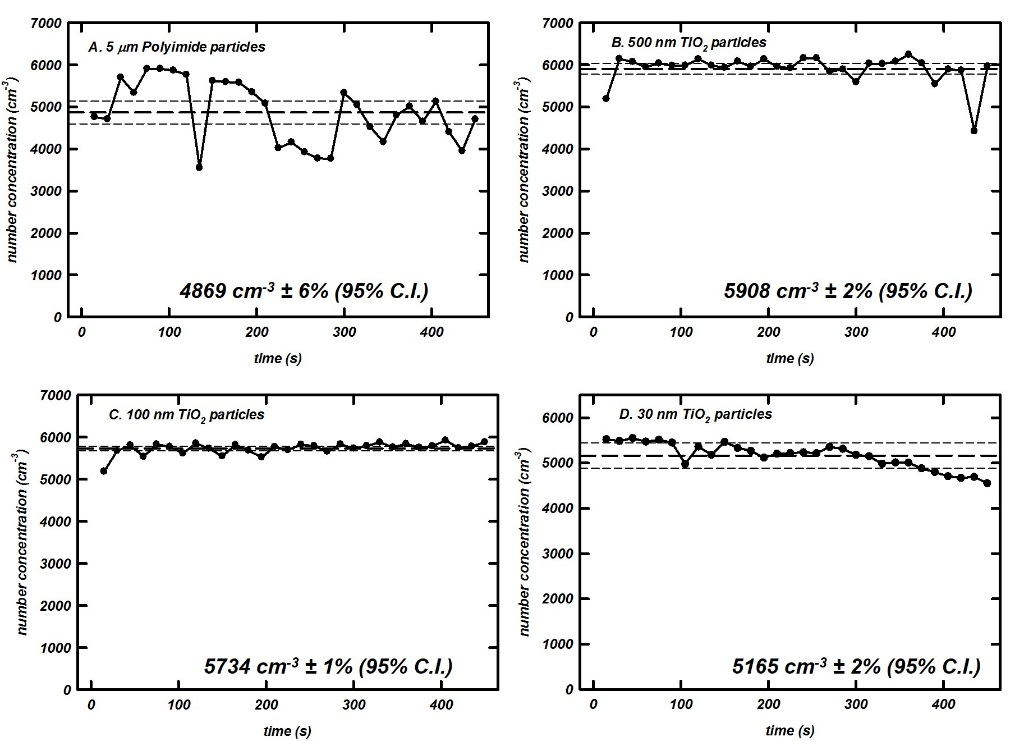 A. 5 μm Polyimide particles
number concentration (cm-3)
7000
6000
5000
4000
3000
2000
1000
0
4869 cm-3 ± 6% (95% C.I.)
0 100 200 300 400
time (s)
B. 500 nm TiO2 particles
number concentration (cm-3)
7000
6000
5000
4000
3000
2000
1000
0
5908 cm-3 ± 2% (95% C.I.)
0 100 200 300 400
time (s)
C. 100 nm TiO2 particles
number concentration (cm-3)
7000
6000
5000
4000
3000
2000
1000
0
5734 cm-3 ± 1% (95% C.I.)
0 100 200 300 400
time (s)
D. 30 nm TiO2 particles
number concentration (cm-3)
6000
5000
4000
3000
2000
1000
0
5165 cm-3 ± 2% (95% C.I.)
0 100 200 300 400
time (s)